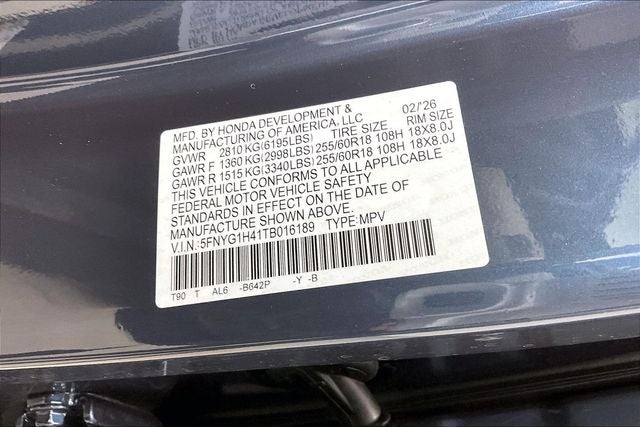 MFD. BY HONDA DEVELOPMENT & 02/'26
MANUFACTURING OF AMERICA, LLC
GVWR 2810 KG(6195LBS) TIRE SIZE RIM SIZE
GAWR F 1360 KG(2998LBS) 255/60R18 108H 18X8.0J
GAWR R 1515 KG(3340LBS) 255/60R18 108H 18X8.0J
THIS VEHICLE CONFORMS TO ALL APPLICABLE
FEDERAL MOTOR VEHICLE SAFETY
STANDARDS IN EFFECT ON THE DATE OF
MANUFACTURE SHOWN ABOVE.
V.I.N.:5FNYG1H41TB016189 TYPE:MPV
T90 T AL6 -B642P -Y -B